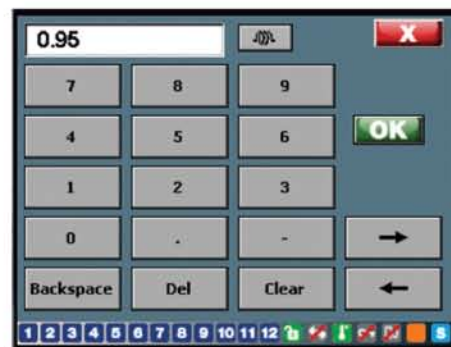 0.95 X
7 8 9
4 5 6 OK
1 2 3
0 . - →
Backspace Del Clear ←
1 2 3 4 5 6 7 8 9 10 11 12 S